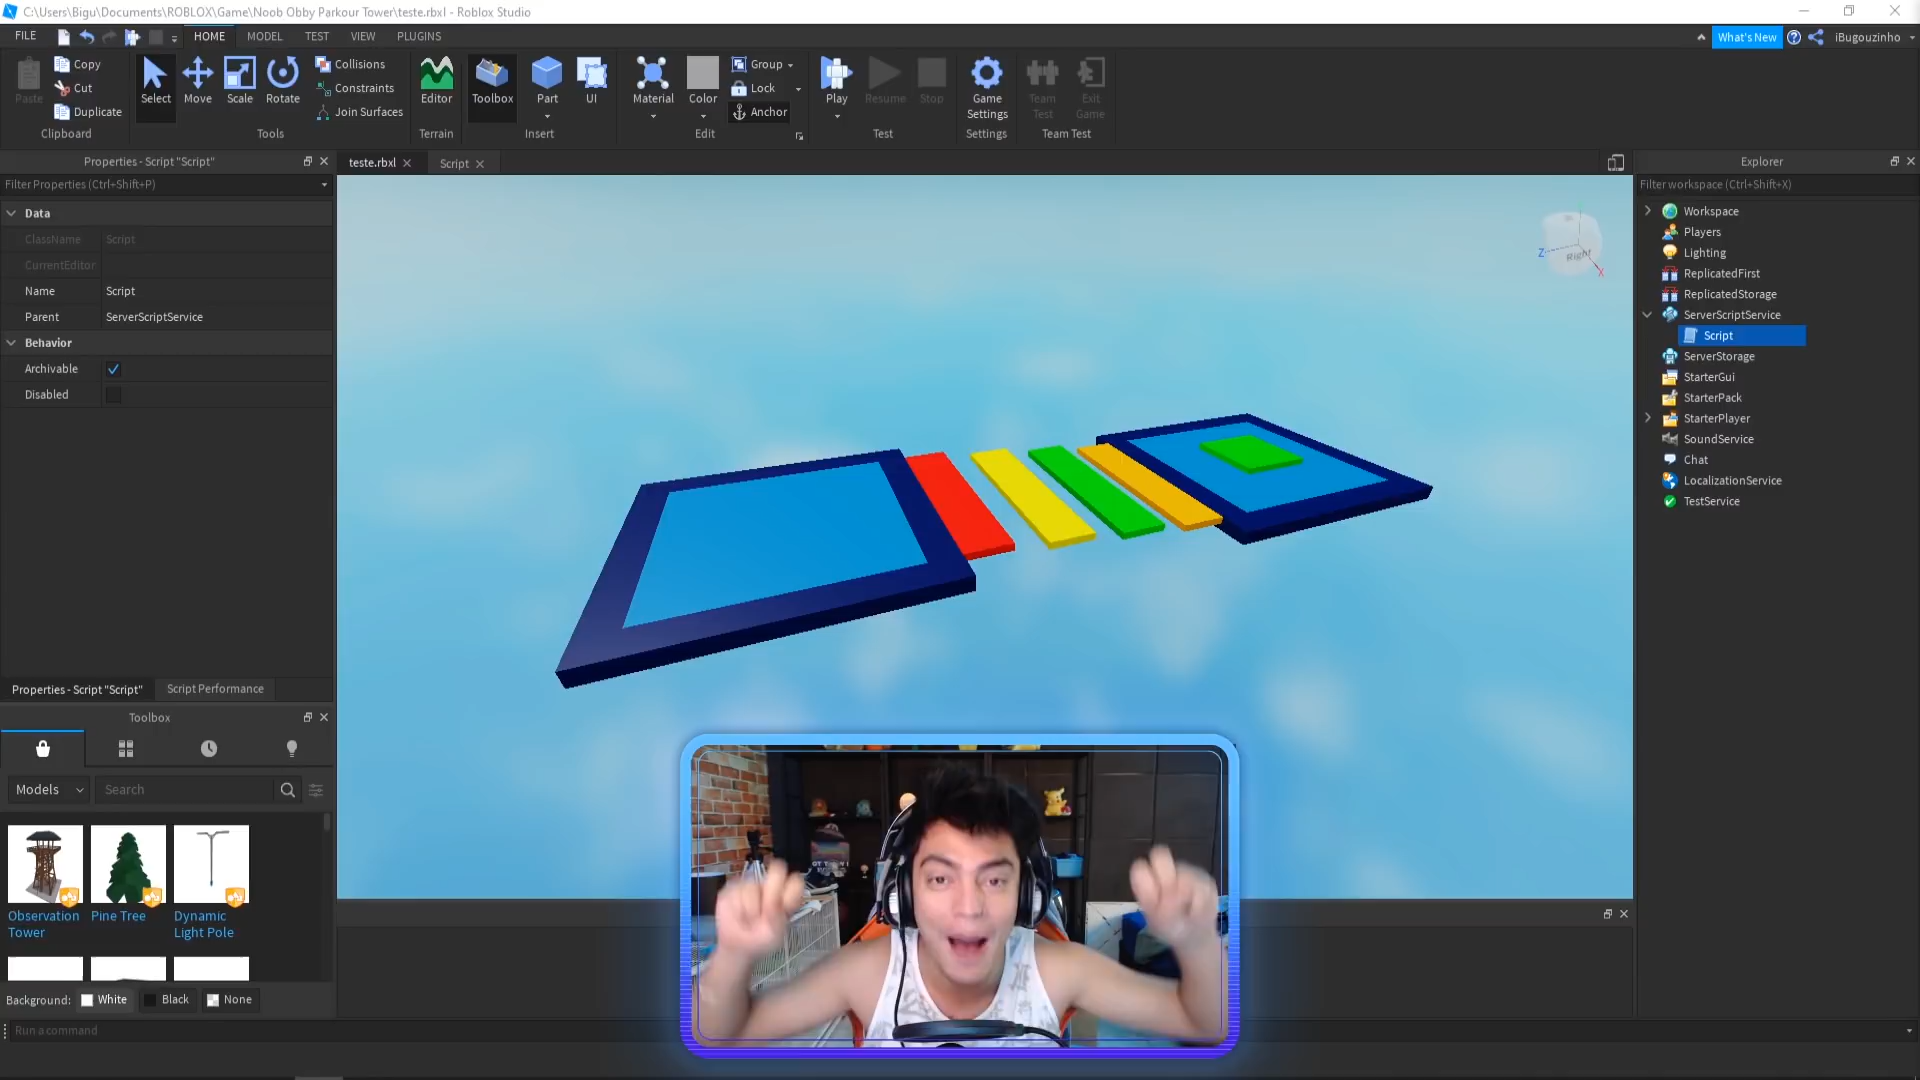 C:\Users\Bigu\Documents\ROBLOX\Game\Noob Obby Parkour Tower\teste.rbxl - Roblox Studio
FILE HOME MODEL TEST VIEW PLUGINS What's New iBugouzinho
Paste Copy Cut Duplicate
Clipboard
Select Move Scale Rotate Collisions Constraints Join Surfaces
Tools
Editor
Terrain
Toolbox Part UI
Insert
Material Color Group Lock Anchor
Edit
Play Resume Stop
Test
Game Settings
Settings
Team Test Exit Game
Team Test
Properties - Script "Script"
Filter Properties (Ctrl+Shift+P)
Data
ClassName Script
CurrentEditor
Name Script
Parent ServerScriptService
Behavior
Archivable
Disabled
Properties - Script "Script" Script Performance
Toolbox
Models Search
Observation Tower
Pine Tree
Dynamic Light Pole
Background: White Black None
Run a command
teste.rbxl Script
Z Right X
Explorer
Filter workspace (Ctrl+Shift+X)
Workspace
Players
Lighting
ReplicatedFirst
ReplicatedStorage
ServerScriptService
Script
ServerStorage
StarterGui
StarterPack
StarterPlayer
SoundService
Chat
LocalizationService
TestService